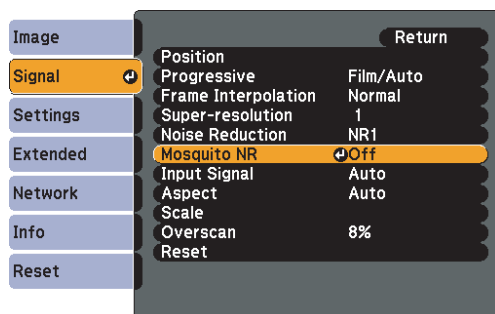 Image
Signal
Settings
Extended
Network
Info
Reset
Return
Position
Progressive Film/Auto
Frame Interpolation Normal
Super-resolution 1
Noise Reduction NR1
Mosquito NR Off
Input Signal Auto
Aspect Auto
Scale
Overscan 8%
Reset